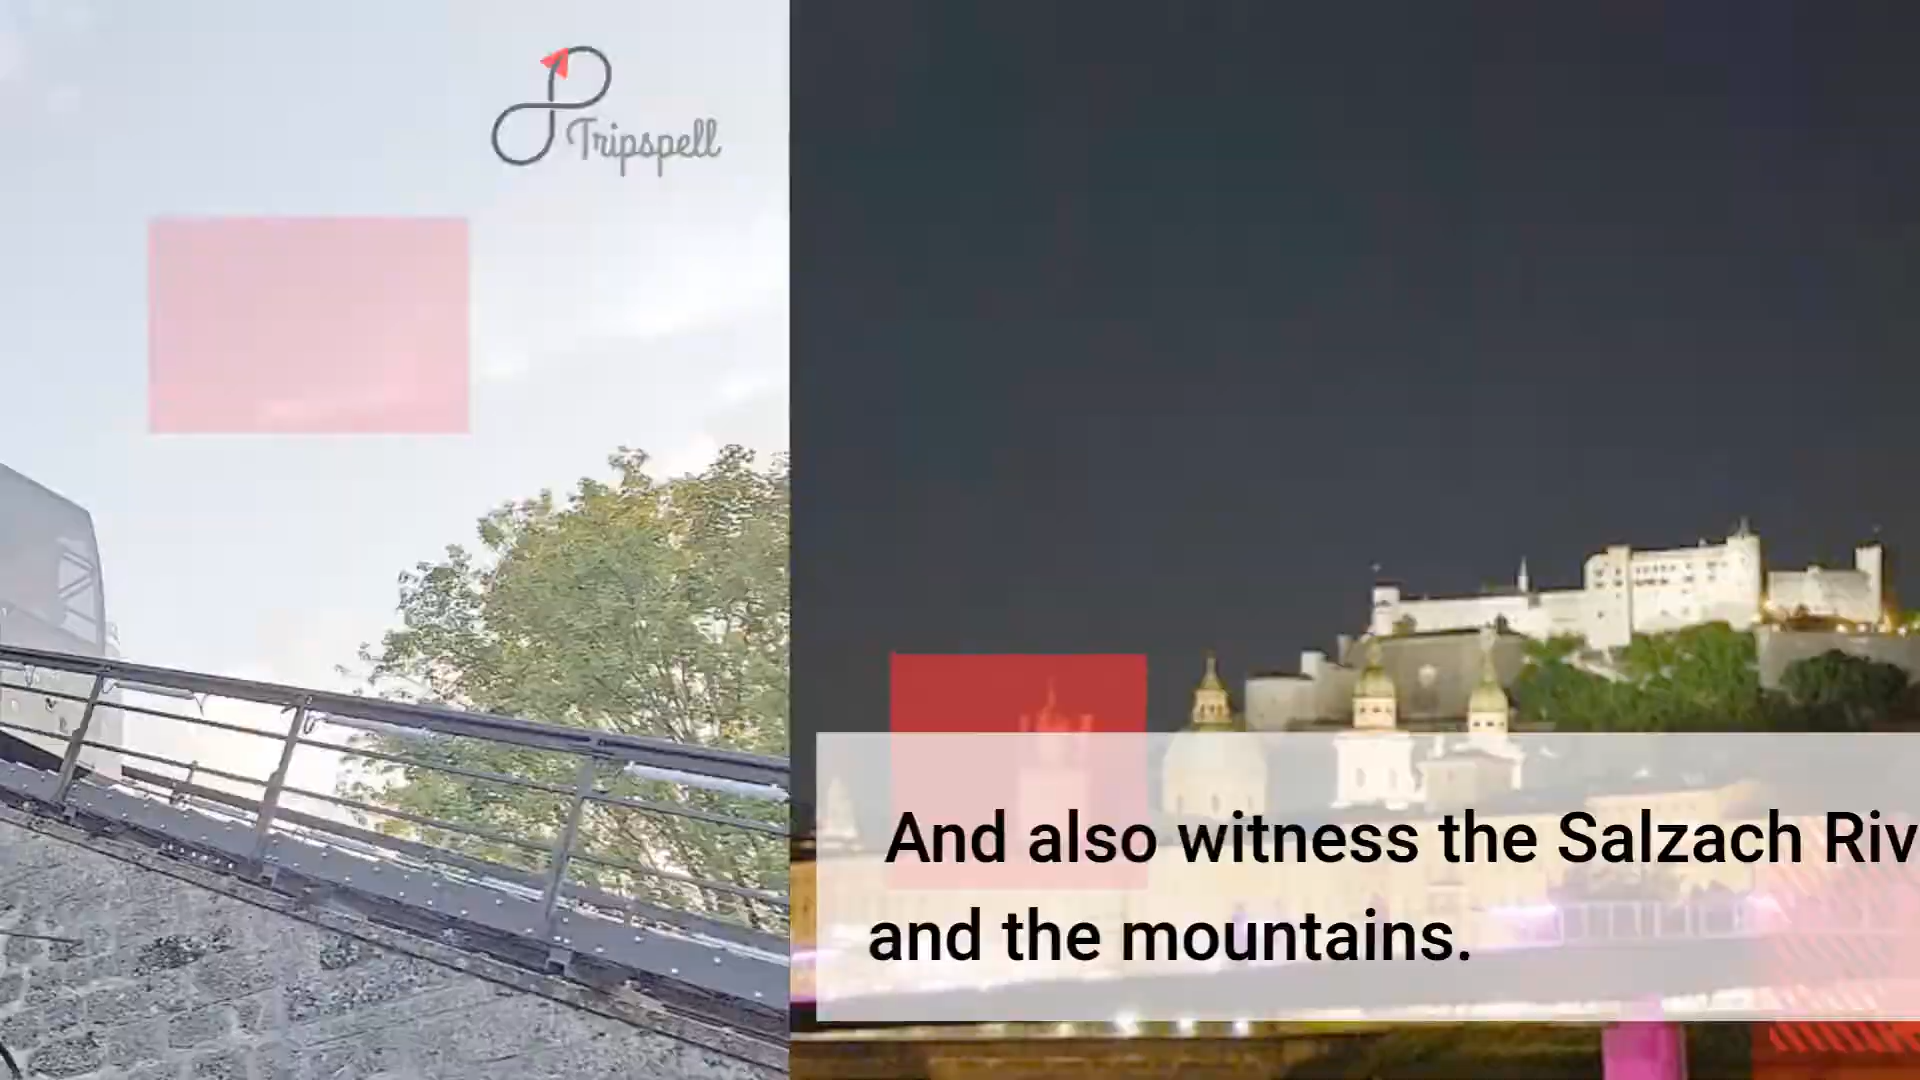 Tripspell
And also witness the Salzach Riv
and the mountains.